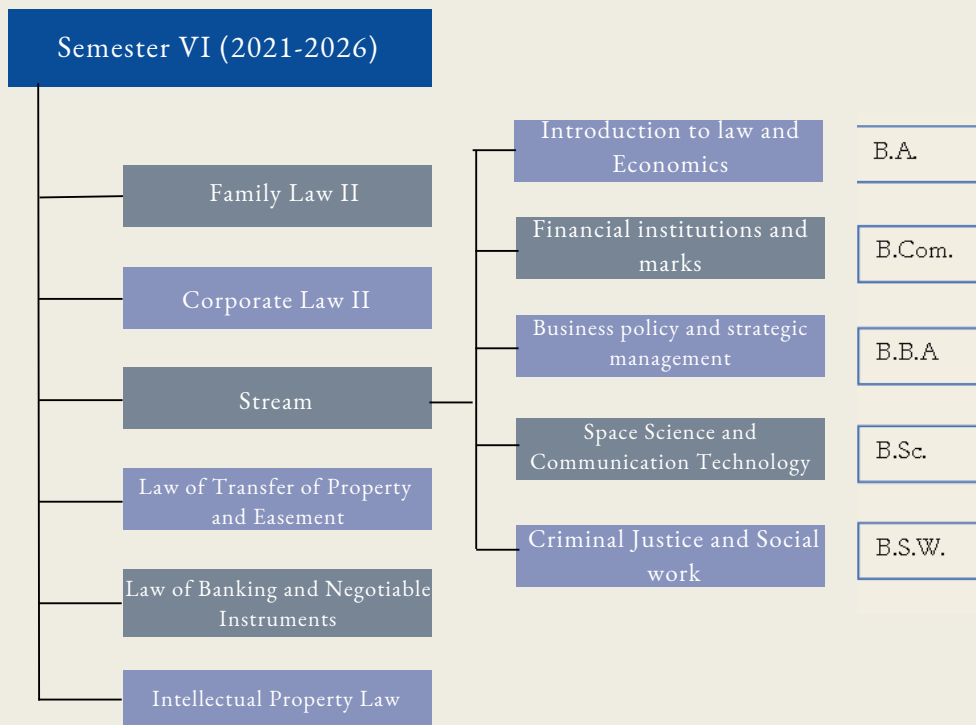 Semester VI (2021-2026)
Family Law II
Corporate Law II
Stream
Law of Transfer of Property
and Easement
Law of Banking and Negotiable
Instruments
Intellectual Property Law
Introduction to law and
Economics
B.A.
Financial institutions and
marks
B.Com.
Business policy and strategic
management
B.B.A
Space Science and
Communication Technology
B.Sc.
Criminal Justice and Social
work
B.S.W.